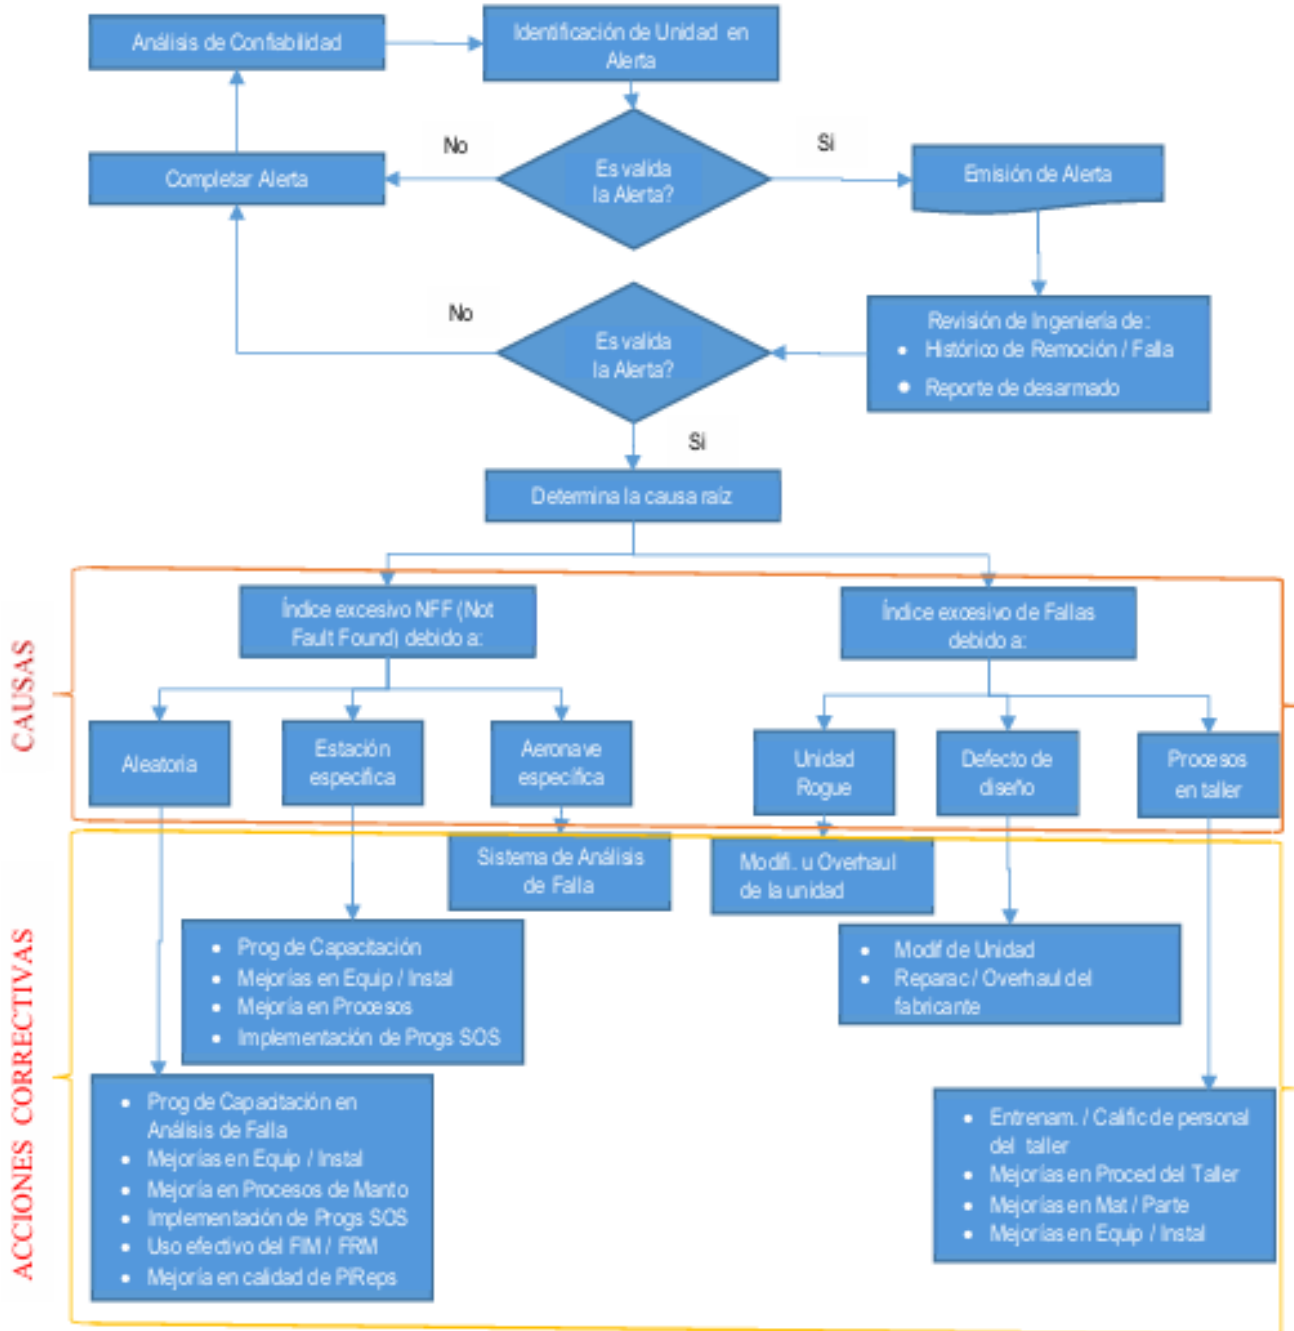 Análisis de Confiabilidad
Identificación de Unidad en
Alerta
No
Si
Completar Alerta
Es valida
la Alerta?
Emisión de Alerta
No
Es valida
la Alerta?
Revisión de Ingeniería de:
• Histórico de Remoción / Falla
• Reporte de desarmado
Si
Determina la causa raíz
CAUSAS
Índice excesivo NFF (Not
Fault Found) debido a:
Índice excesivo de Fallas
debido a:
Aleatoria
Estación
especifica
Aeronave
específica
Unidad
Rogue
Defecto de
diseño
Procesos
en taller
ACCIONES CORRECTIVAS
Sistema de Análisis
de Falla
Modifi. u Overhaul
de la unidad
• Prog de Capacitación
• Mejorías en Equip / Instal
• Mejoría en Procesos
• Implementación de Progs SOS
• Modif de Unidad
• Reparac / Overhaul del
fabricante
• Prog de Capacitación en
Análisis de Falla
• Mejorías en Equip / Instal
• Mejoría en Procesos de Manto
• Implementación de Progs SOS
• Uso efectivo del FIM / FRM
• Mejoría en calidad de PIReps
• Entrenam. / Calific de personal
del taller
• Mejorías en Proced del Taller
• Mejorías en Mat / Parte
• Mejorías en Equip / Instal